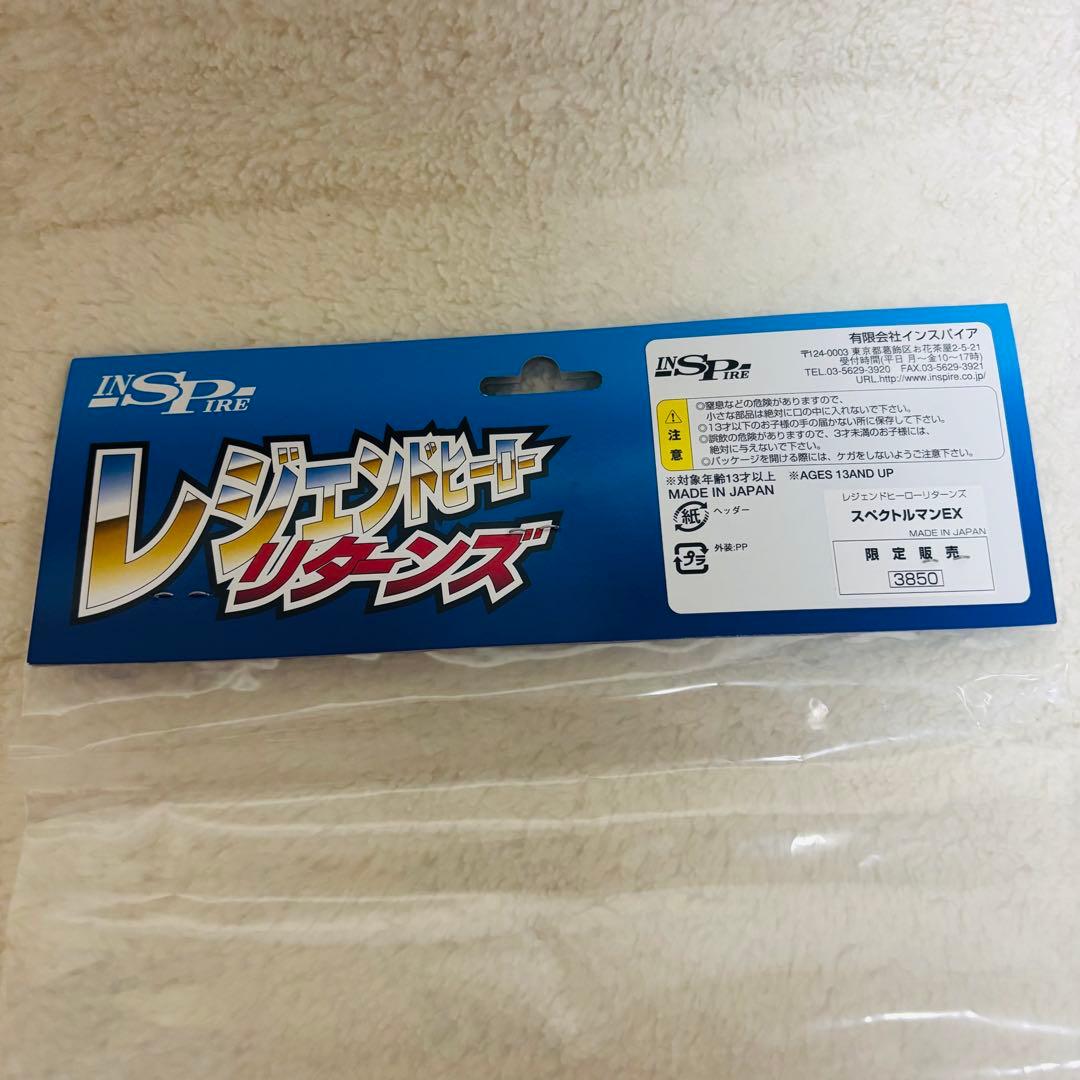 INSPIRE
レジェンドヒーロー
リターンズ
INSPIRE
有限会社インスパイア
〒124-0003 東京都葛飾区お花茶屋2-5-21
受付時間(平日 月～金10～17時)
TEL.03-5629-3920 FAX.03-5629-3921
URL.http://www.inspire.co.jp/
注意
◎窒息などの危険がありますので、
小さな部品は絶対に口の中に入れないで下さい。
◎13才以下のお子様の手の届かない所に保存して下さい。
◎誤飲の危険がありますので、3才未満のお子様には、
絶対に与えないで下さい。
◎パッケージを開ける際には、ケガをしないようご注意下さい。
※対象年齢13才以上 ※AGES 13AND UP
MADE IN JAPAN
紙 ヘッダー
プラ 外装:PP
レジェンドヒーローリターンズ
スペクトルマンEX
MADE IN JAPAN
限定販売
3850